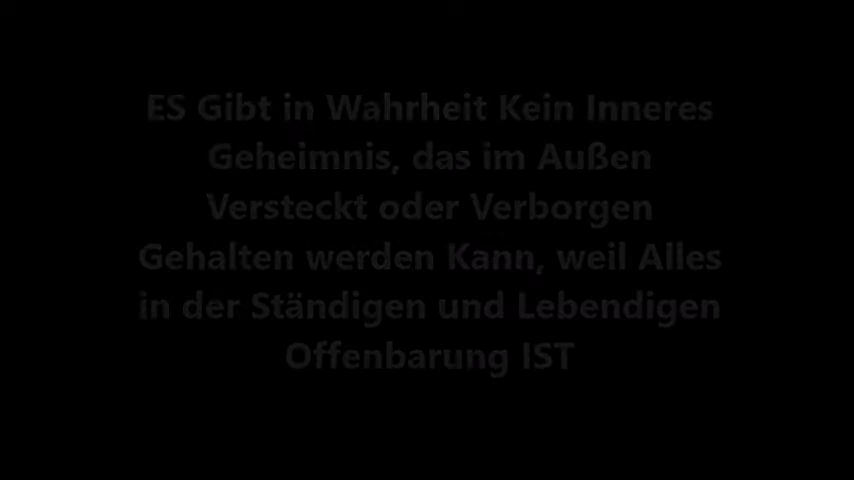 ES Gibt in Wahrheit Kein Inneres
Geheimnis, das im Außen
Versteckt oder Verborgen
Gehalten werden Kann, weil Alles
in der Ständigen und Lebendigen
Offenbarung IST